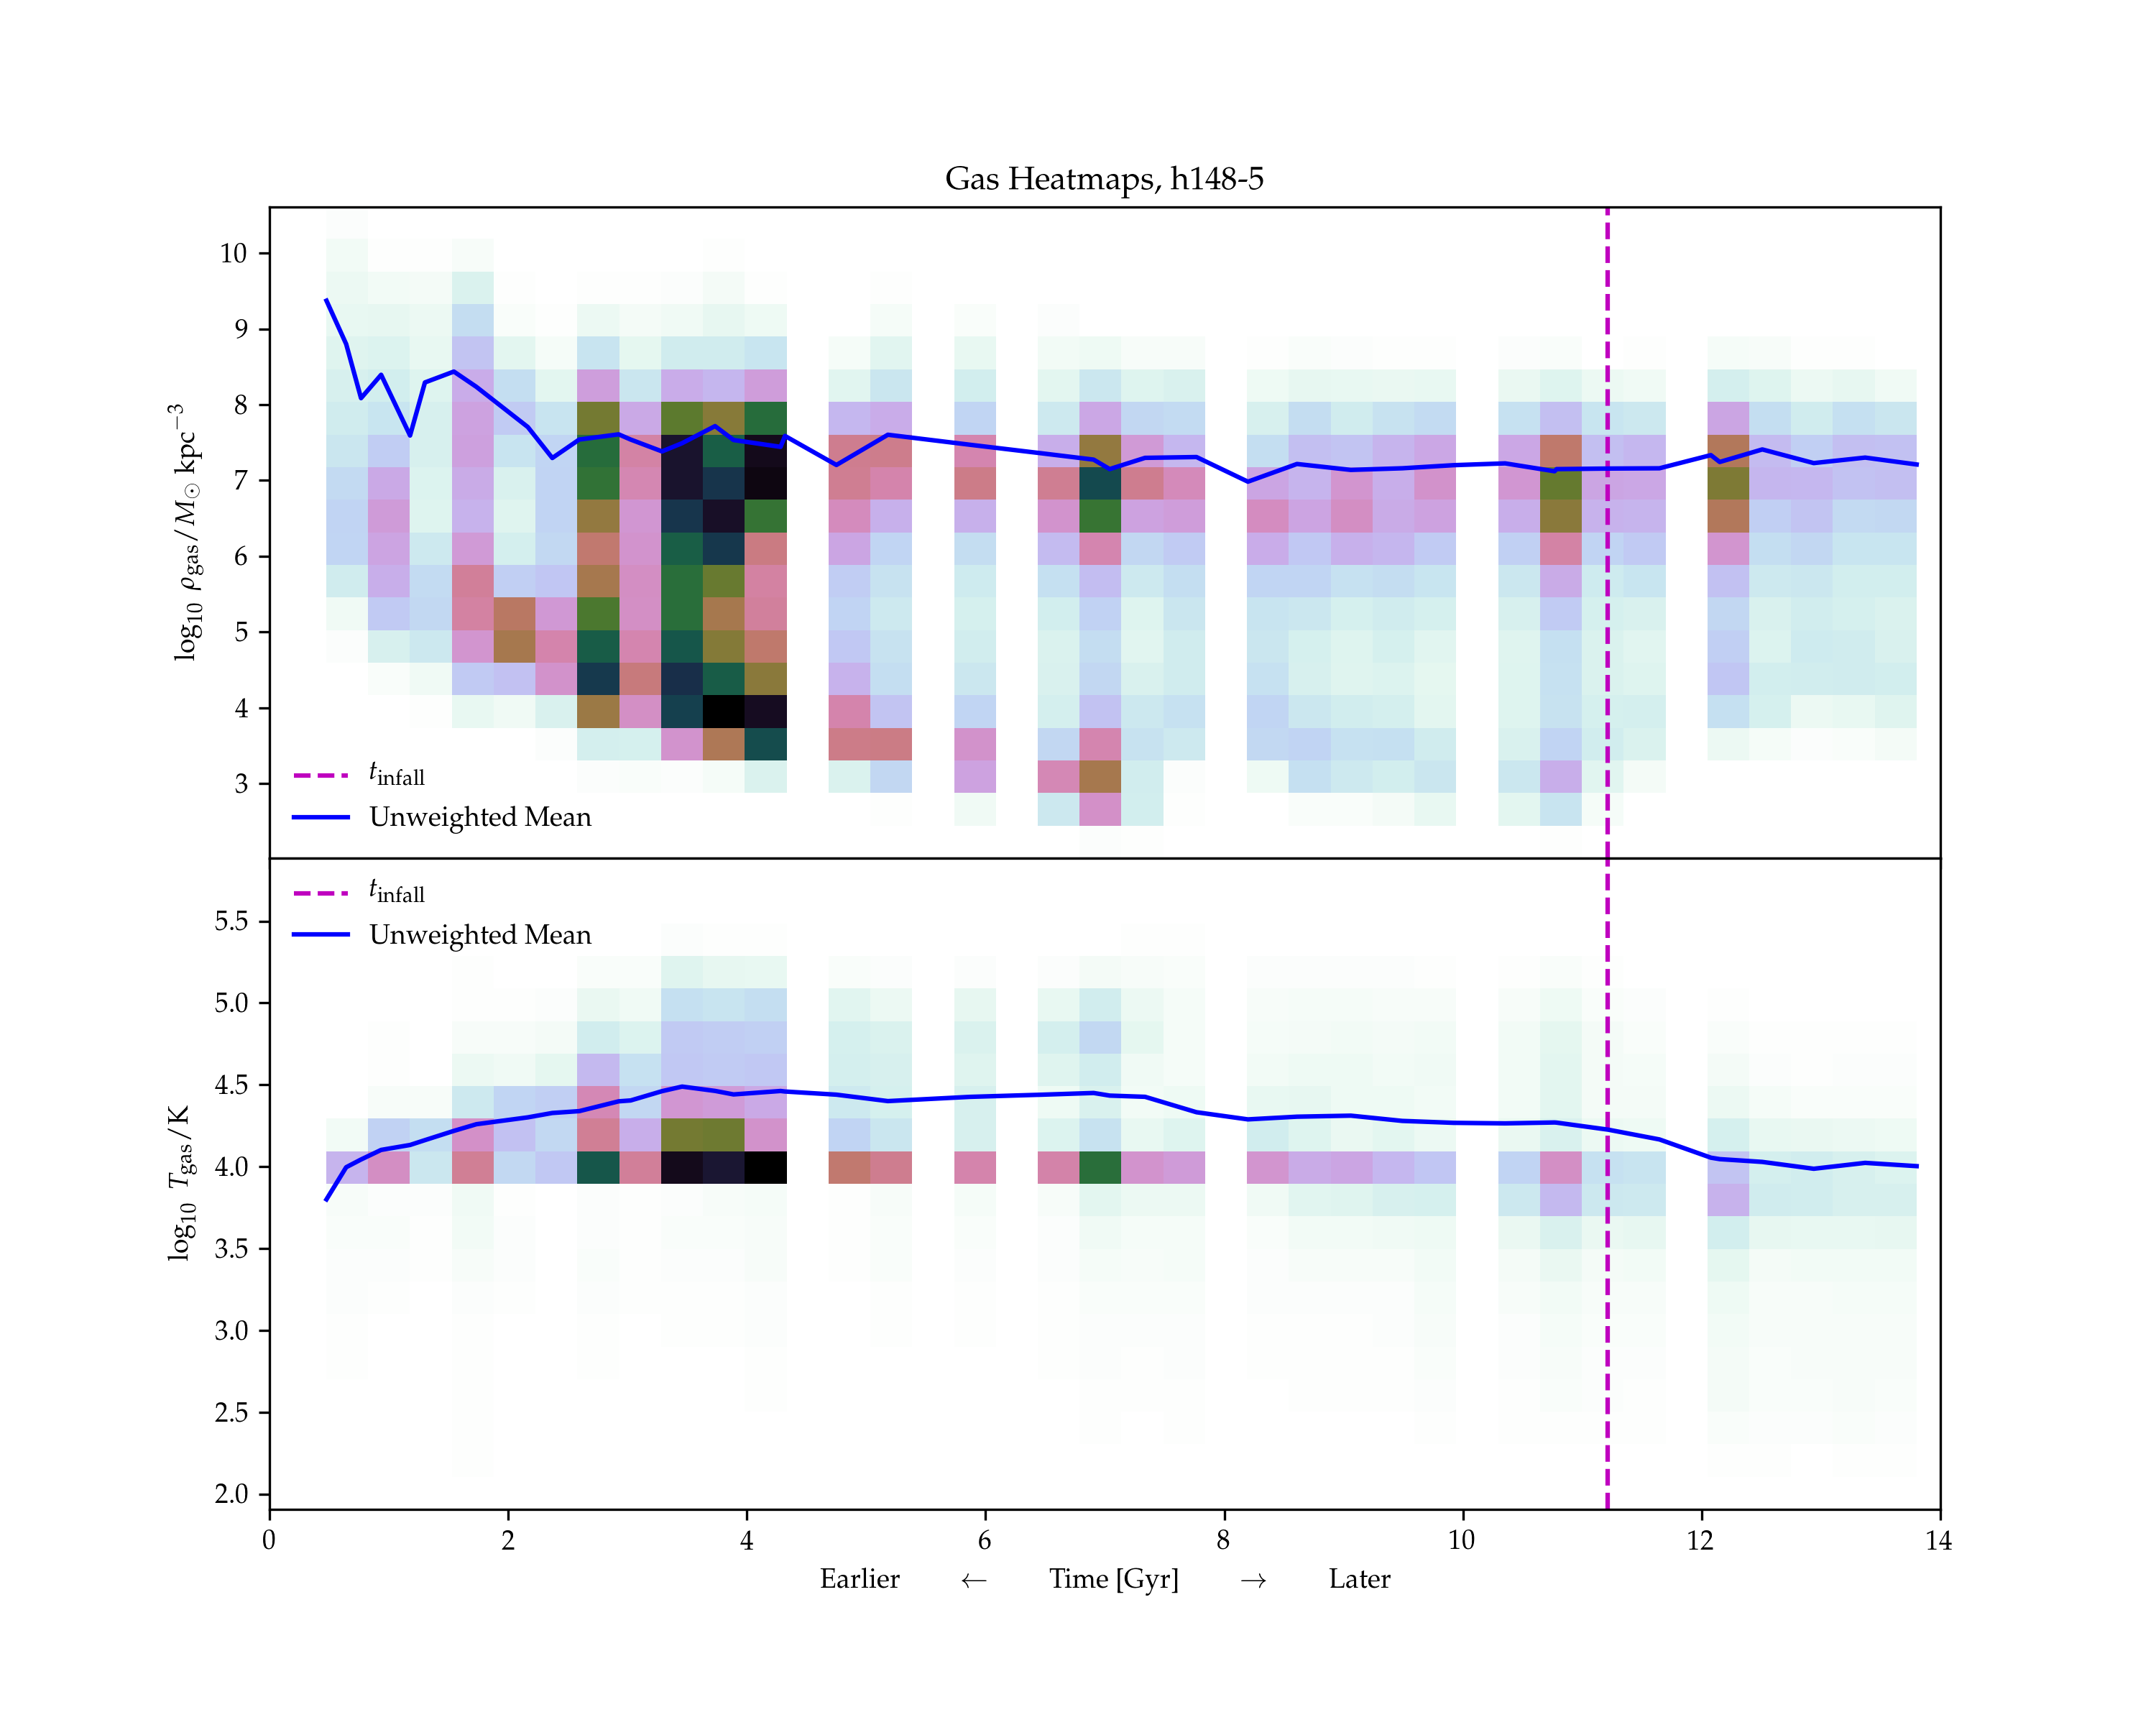 Gas Heatmaps, h148-5
log₁₀ ρgas/M⊙ kpc⁻³
10
9
8
7
6
5
4
3
tinfall
Unweighted Mean
log₁₀ Tgas/K
5.5
5.0
4.5
4.0
3.5
3.0
2.5
2.0
tinfall
Unweighted Mean
0 2 4 6 8 10 12 14
Earlier ← Time [Gyr] → Later